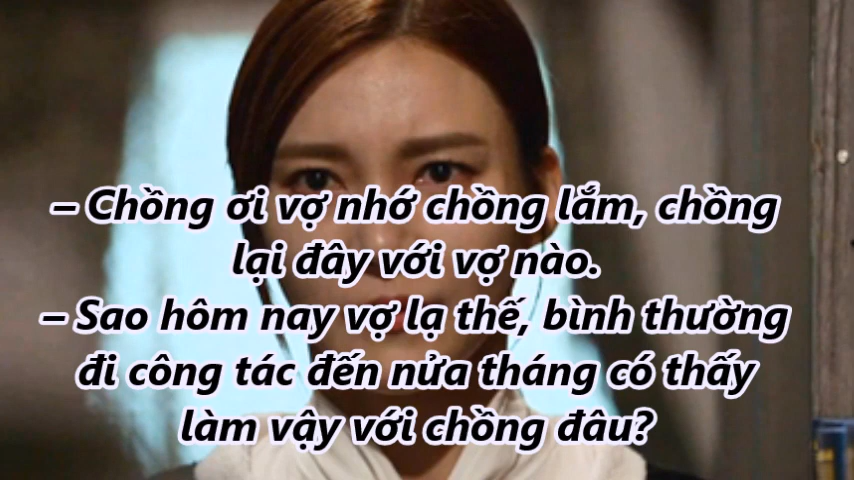 – Chồng ơi vợ nhớ chồng lắm, chồng
lại đây với vợ nào.
– Sao hôm nay vợ lạ thế, bình thường
đi công tác đến nửa tháng có thấy
làm vậy với chồng đâu?